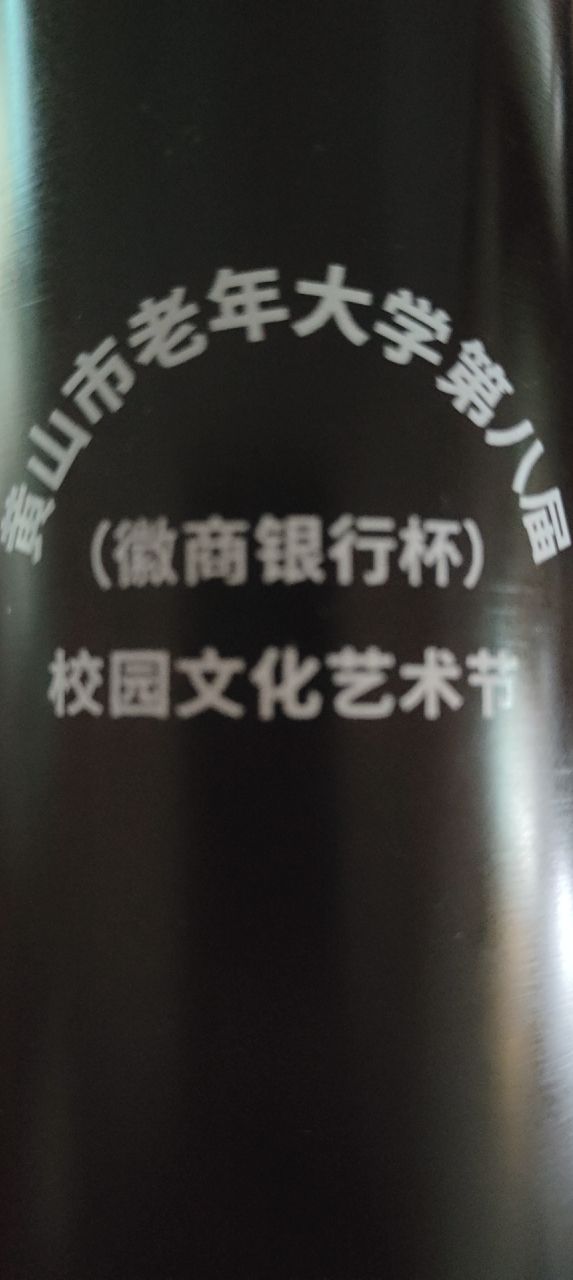 黄山市老年大学第八届
(徽商银行杯)
校园文化艺术节